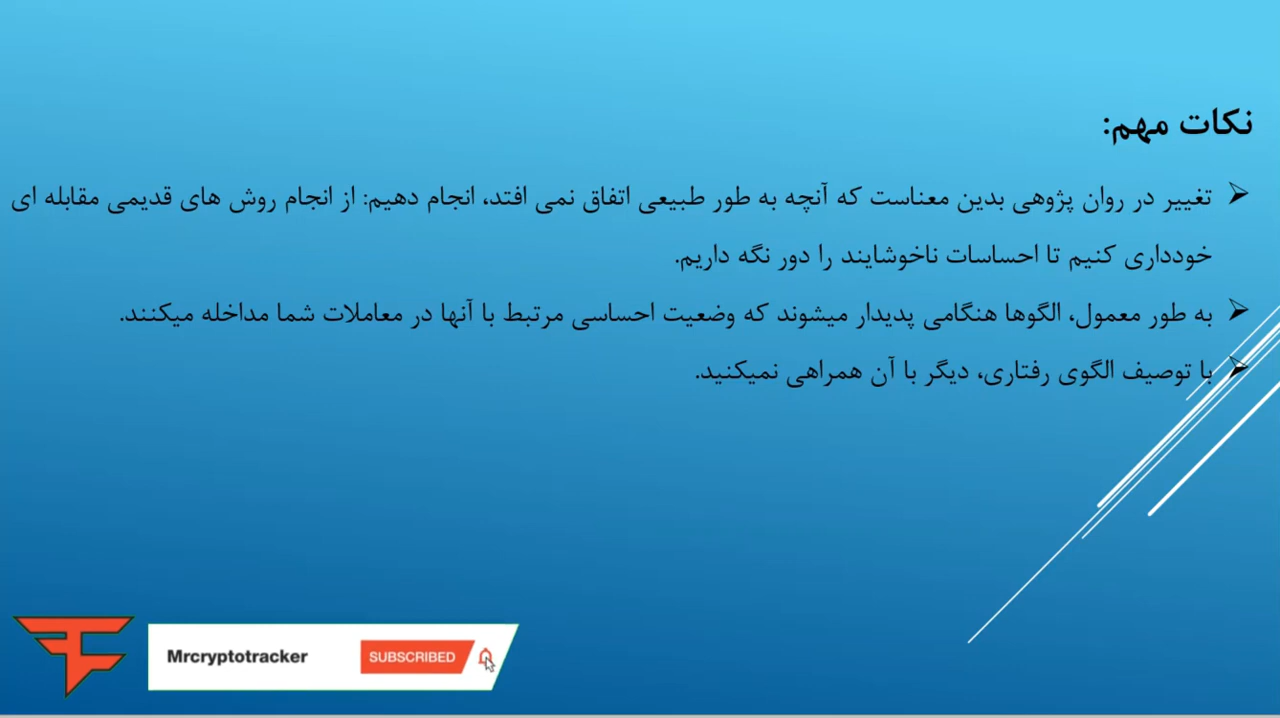 نکات مهم:
تغییر در روان پژوهی بدین معناست که آنچه به طور طبیعی اتفاق نمی افتد، انجام دهیم: از انجام روش های قدیمی مقابله ای
خودداری کنیم تا احساسات ناخوشایند را دور نگه داریم.
به طور معمول، الگوها هنگامی پدیدار میشوند که وضعیت احساسی مرتبط با آنها در معاملات شما مداخله میکنند.
با توصیف الگوی رفتاری، دیگر با آن همراهی نمیکنید.
Mrcryptotracker SUBSCRIBED